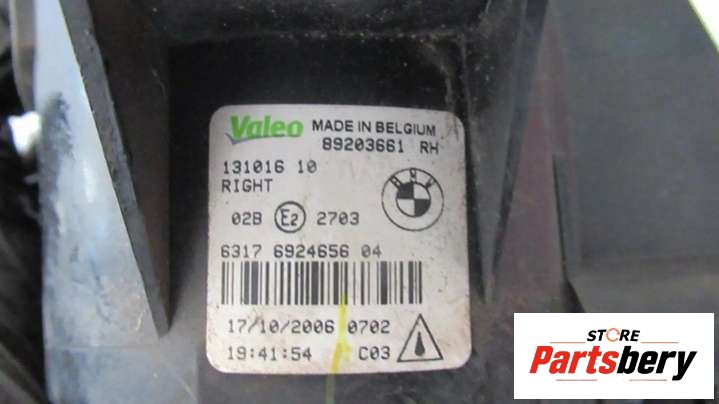 Valeo MADE IN BELGIUM
89203661 RH
131016 10
RIGHT
BMW
02B E2 2703
6317 6924656 04
17/10/2006 0702
19:41:54 C03
STORE
Partsbery